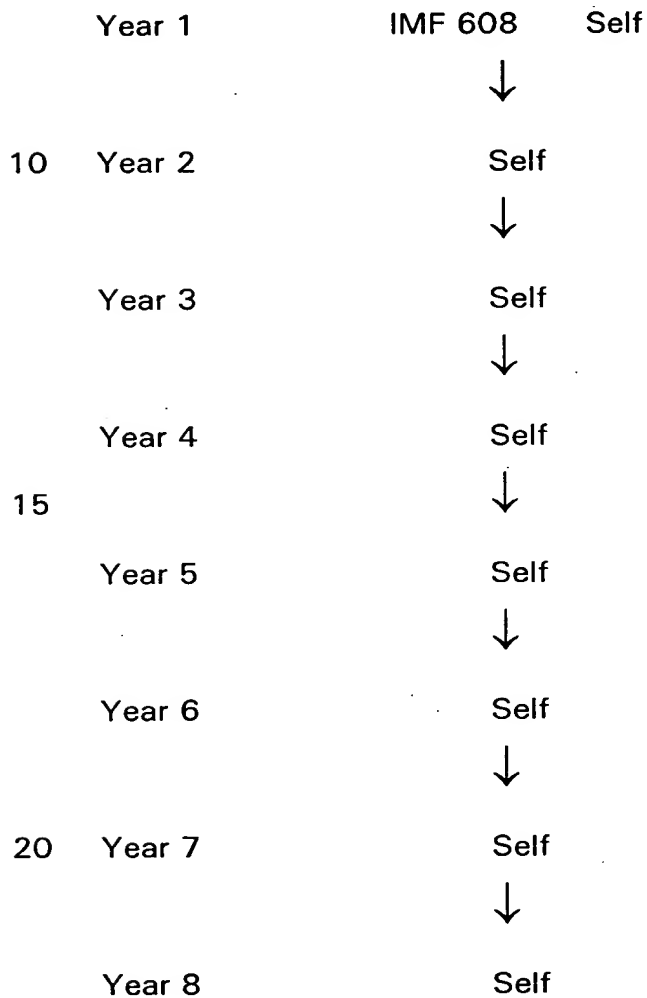 Year 1 IMF 608 Self
↓
10 Year 2 Self
↓
Year 3 Self
↓
Year 4 Self
15 ↓
Year 5 Self
↓
Year 6 Self
↓
20 Year 7 Self
↓
Year 8 Self